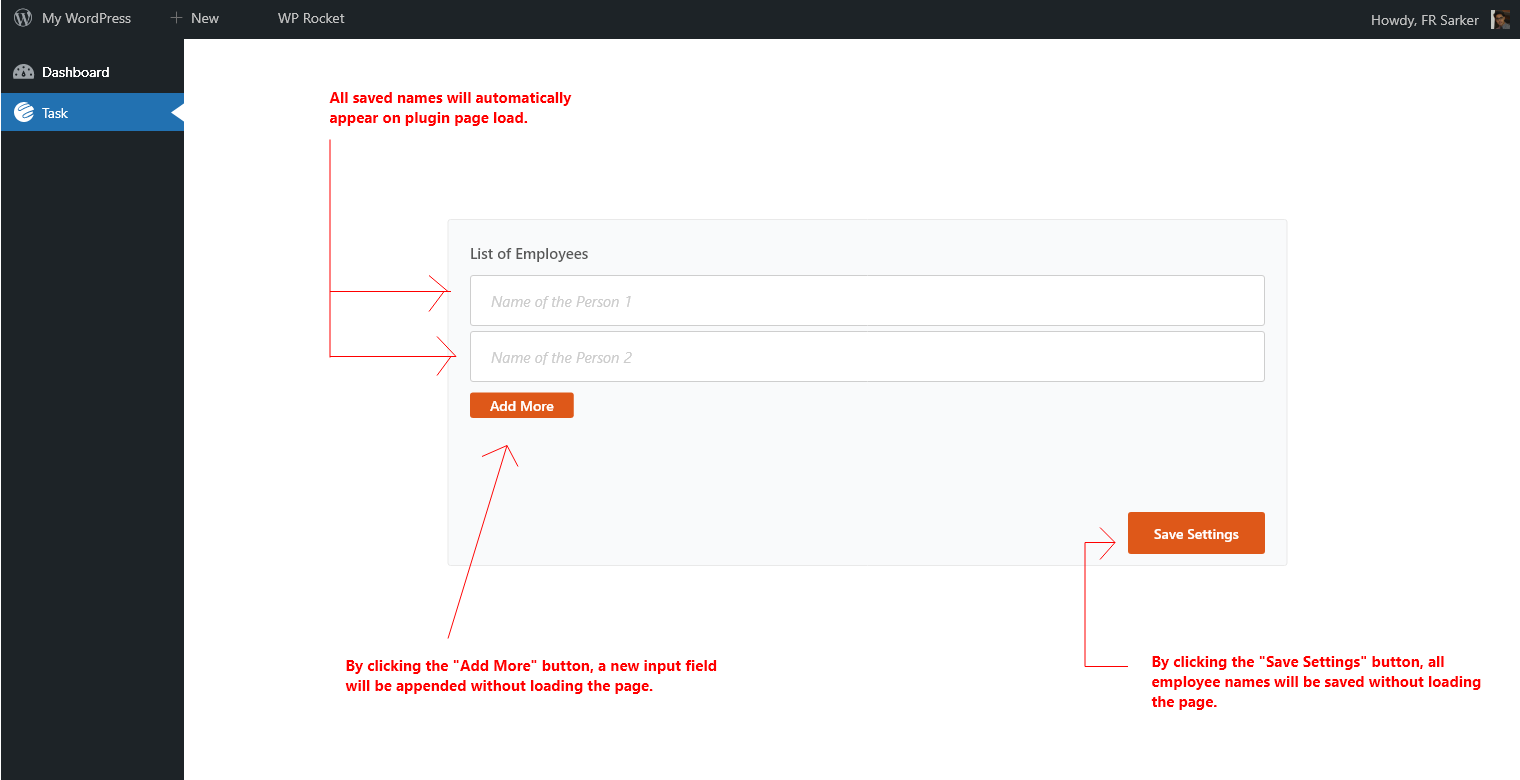 My WordPress
New
WP Rocket
Howdy, FR Sarker
Dashboard
Task
All saved names will automatically
appear on plugin page load.
List of Employees
Name of the Person 1
Name of the Person 2
Add More
Save Settings
By clicking the "Add More" button, a new input field
will be appended without loading the page.
By clicking the "Save Settings" button, all
employee names will be saved without loading
the page.